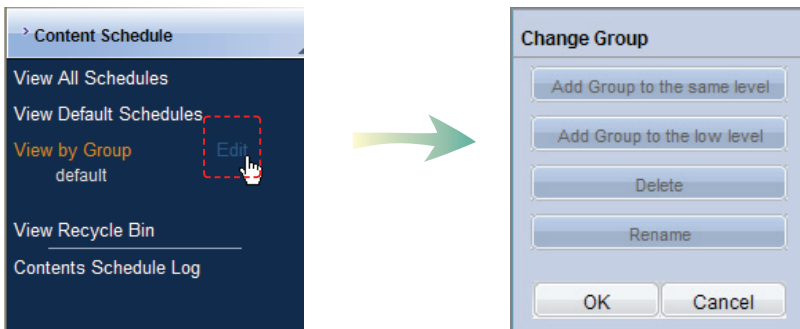 Content Schedule
View All Schedules
View Default Schedules
View by Group Edit
default
View Recycle Bin
Contents Schedule Log
Change Group
Add Group to the same level
Add Group to the low level
Delete
Rename
OK Cancel